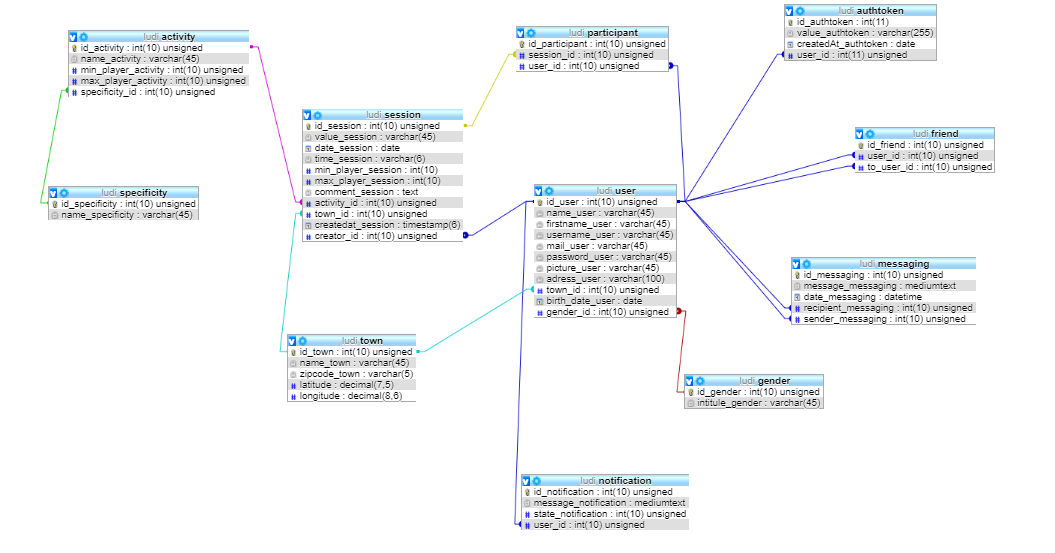 ludi activity
id_activity : int(10) unsigned
name_activity : varchar(45)
min_player_activity : int(10) unsigned
max_player_activity : int(10) unsigned
specificity_id : int(10) unsigned
ludi specificity
id_specificity : int(10) unsigned
name_specificity : varchar(45)
ludi session
id_session : int(10) unsigned
value_session : varchar(45)
date_session : date
time_session : varchar(6)
min_player_session : int(10)
max_player_session : int(10)
comment_session : text
activity_id : int(10) unsigned
town_id : int(10) unsigned
createdat_session : timestamp(6)
creator_id : int(10) unsigned
ludi town
id_town : int(10) unsigned
name_town : varchar(45)
zipcode_town : varchar(5)
latitude : decimal(7,5)
longitude : decimal(8,6)
ludi participant
id_participant : int(10) unsigned
session_id : int(10) unsigned
user_id : int(10) unsigned
ludi user
id_user : int(10) unsigned
name_user : varchar(45)
firstname_user : varchar(45)
username_user : varchar(45)
mail_user : varchar(45)
password_user : varchar(45)
picture_user : varchar(45)
adress_user : varchar(100)
town_id : int(10) unsigned
birth_date_user : date
gender_id : int(10) unsigned
ludi notification
id_notification : int(10) unsigned
message_notification : mediumtext
state_notification : int(10) unsigned
user_id : int(10) unsigned
ludi authtoken
id_authtoken : int(11)
value_authtoken : varchar(255)
createdAt_authtoken : date
user_id : int(11) unsigned
ludi friend
id_friend : int(10) unsigned
user_id : int(10) unsigned
to_user_id : int(10) unsigned
ludi messaging
id_messaging : int(10) unsigned
message_messaging : mediumtext
date_messaging : datetime
recipient_messaging : int(10) unsigned
sender_messaging : int(10) unsigned
ludi gender
id_gender : int(10) unsigned
intitule_gender : varchar(45)